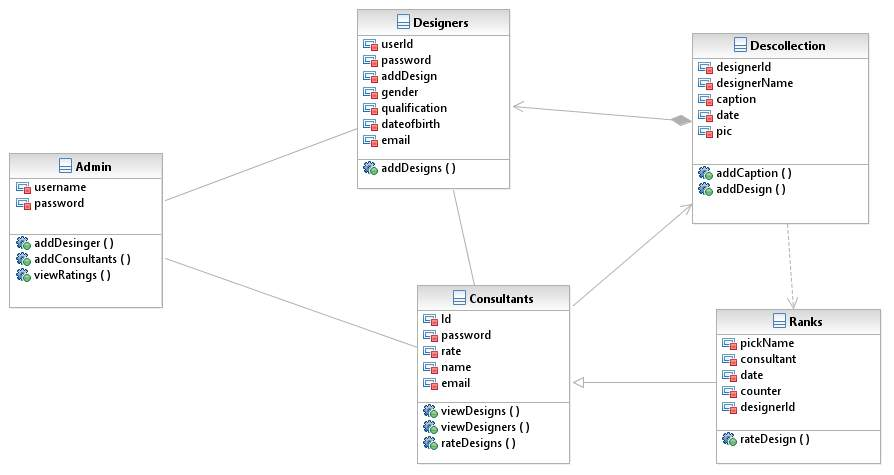 Designers
userId
password
addDesign
gender
qualification
dateofbirth
email
addDesigns ( )
Descollection
designerId
designerName
caption
date
pic
addCaption ( )
addDesign ( )
Admin
username
password
addDesinger ( )
addConsultants ( )
viewRatings ( )
Consultants
Id
password
rate
name
email
viewDesigns ( )
viewDesigners ( )
rateDesigns ( )
Ranks
pickName
consultant
date
counter
designerId
rateDesign ( )